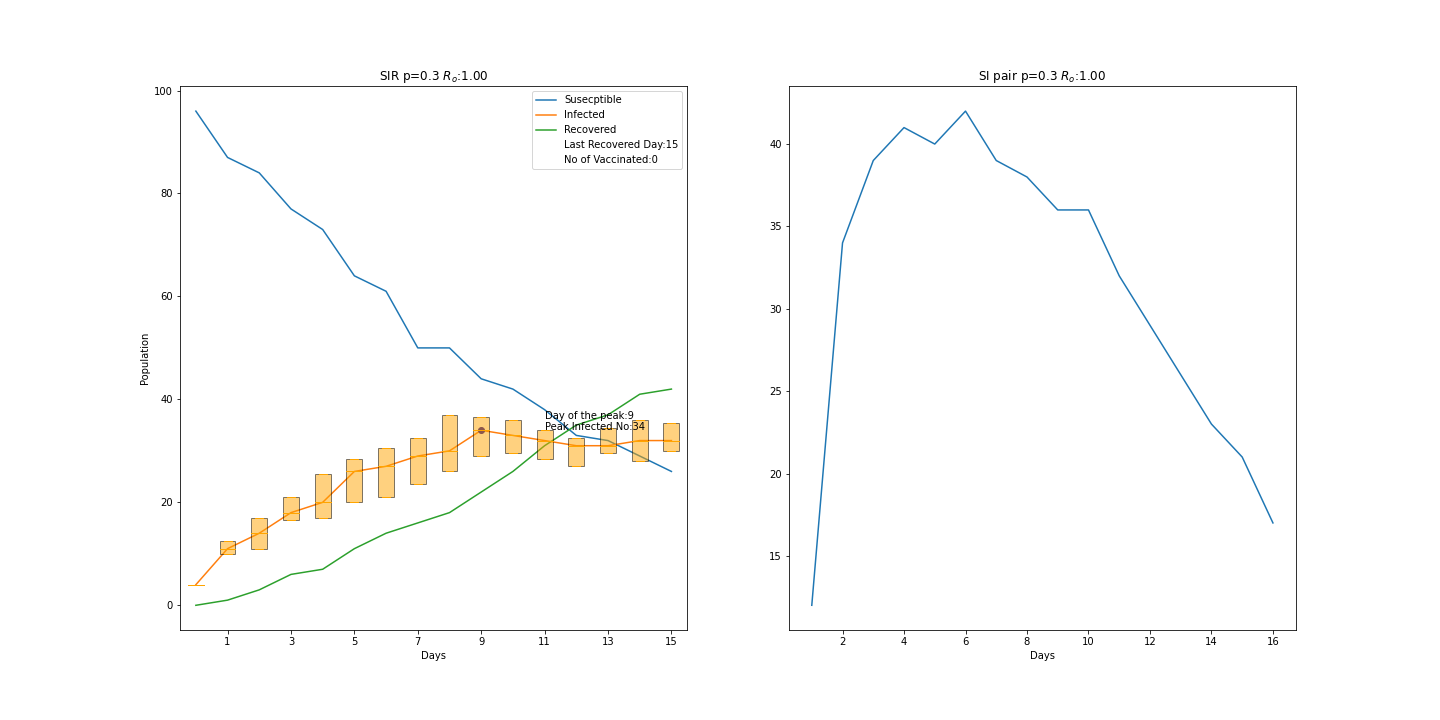 SIR p=0.3 Rₒ:1.00
100
80
60
40
20
0
Population
Susecptible
Infected
Recovered
Last Recovered Day:15
No of Vaccinated:0
Day of the peak:9
Peak Infected No:34
1 3 5 7 9 11 13 15
Days
SI pair p=0.3 Rₒ:1.00
40
35
30
25
20
15
2 4 6 8 10 12 14 16
Days